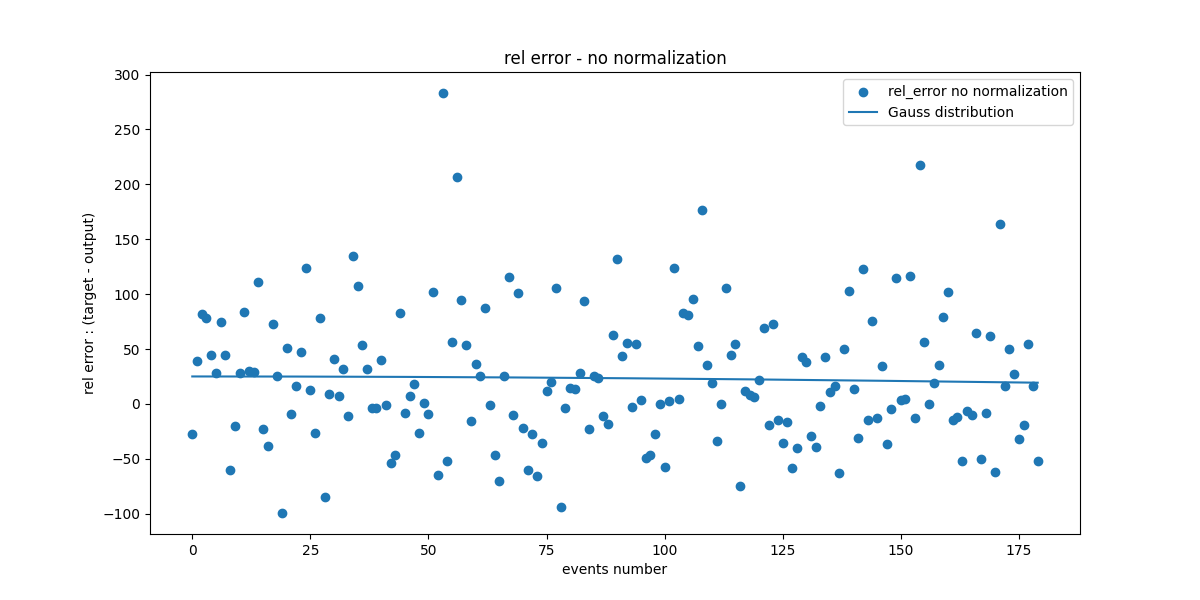 rel error - no normalization
rel_error no normalization
Gauss distribution
rel error : (target - output)
300
250
200
150
100
50
0
−50
−100
0 25 50 75 100 125 150 175
events number